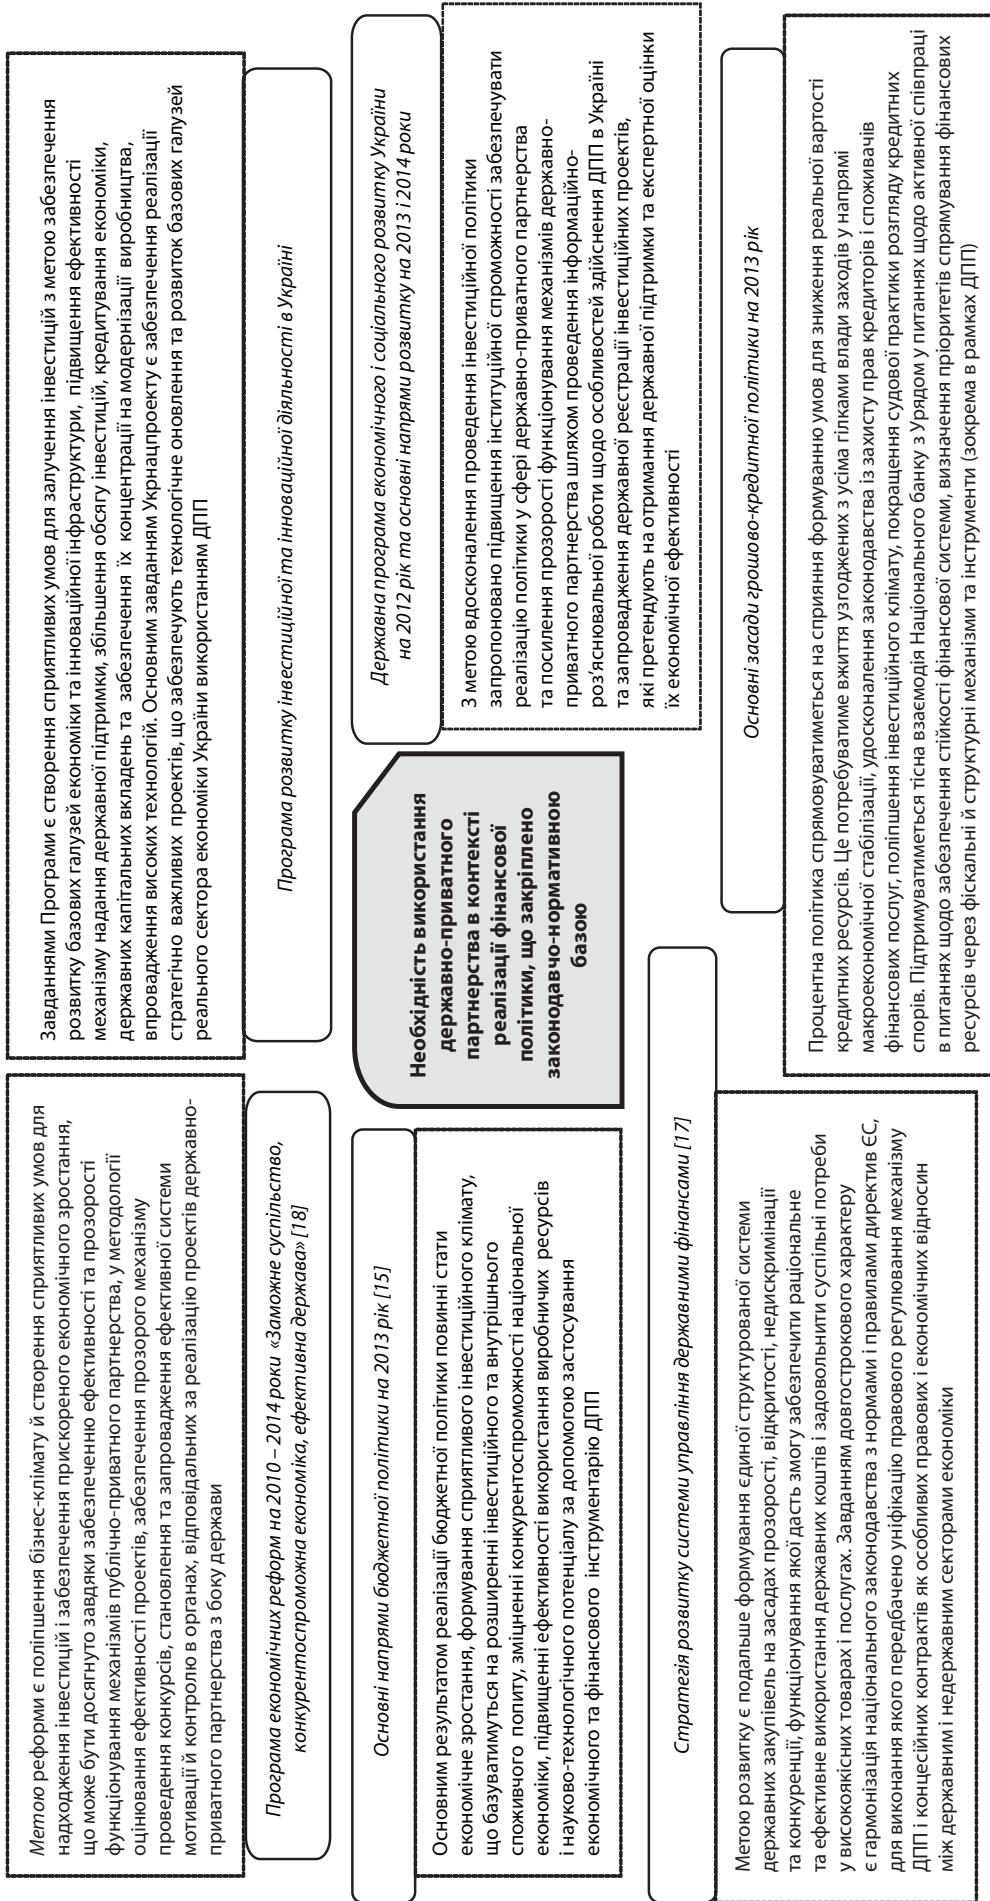 Метою реформи є поліпшення бізнес-клімату й створення сприятливих умов для
надходження інвестицій і забезпечення прискореного економічного зростання,
що може бути досягнуто завдяки забезпеченню ефективності та прозорості
функціонування механізмів публічно-приватного партнерства, у методології
оцінювання ефективності проектів, забезпечення прозорого механізму
проведення конкурсів, становлення та запровадження ефективної системи
мотивації й контролю в органах, відповідальних за реалізацію проектів державно-
приватного партнерства з боку держави
Програма економічних реформ на 2010 – 2014 роки «Заможне суспільство,
конкурентоспроможна економіка, ефективна держава» [18]
Завданнями Програми є створення сприятливих умов для залучення інвестицій з метою забезпечення
розвитку базових галузей економіки та інноваційної інфраструктури, підвищення ефективності
механізму надання державної підтримки, збільшення обсягу інвестицій, кредитування економіки,
державних капітальних вкладень та забезпечення їх концентрації на модернізації виробництва,
впровадження високих технологій. Основним завданням Укрнацпроекту є забезпечення реалізації
стратегічно важливих проектів, що забезпечують технологічне оновлення та розвиток базових галузей
реального сектора економіки України використанням ДПП
Програма розвитку інвестиційної та інноваційної діяльності в Україні
Основні напрями бюджетної політики на 2013 рік [15]
Основним результатом реалізації бюджетної політики повинні стати
економічне зростання, формування сприятливого інвестиційного клімату,
що базуватимуться на розширенні інвестиційного та внутрішнього
споживчого попиту, зміцненні конкурентоспроможності національної
економіки, підвищенні ефективності використання виробничих ресурсів
і науково-технологічного потенціалу за допомогою застосування
економічного та фінансового інструментарію ДПП
Необхідність використання
державно-приватного
партнерства в контексті
реалізації фінансової
політики, що закріплено
законодавчо-нормативною
базою
Державна програма економічного і соціального розвитку України
на 2012 рік та основні напрями розвитку на 2013 і 2014 роки
З метою вдосконалення проведення інвестиційної політики
запропоновано підвищення інституційної спроможності забезпечувати
реалізацію політики у сфері державно-приватного партнерства
та посилення прозорості функціонування механізмів державно-
приватного партнерства шляхом проведення інформаційно-
роз’яснювальної роботи щодо особливостей здійснення ДПП в Україні
та запровадження державної реєстрації інвестиційних проектів,
які претендують на отримання державної підтримки та експертної оцінки
їх економічної ефективності
Стратегія розвитку системи управління державними фінансами [17]
Метою розвитку є подальше формування єдиної структурованої системи
державних закупівель на засадах прозорості, відкритості, недискримінації
та конкуренції, функціонування якої дасть змогу забезпечити раціональне
та ефективне використання державних коштів і задовольнити суспільні потреби
у високоякісних товарах і послугах. Завданням довгострокового характеру
є гармонізація національного законодавства з нормами і правилами директив ЄС,
для виконання якого передбачено уніфікацію правового регулювання механізму
ДПП і концесійних контрактів як особливих правових і економічних відносин
між державним і недержавним секторами економіки
Основні засади грошово-кредитної політики на 2013 рік
Процентна політика спрямовуватиметься на сприяння формуванню умов для зниження реальної вартості
кредитних ресурсів. Це потребуватиме вжиття узгоджених з усіма гілками влади заходів у напрямі
макроекономічної стабілізації, удосконалення законодавства із захисту прав кредиторів і споживачів
фінансових послуг, поліпшення інвестиційного клімату, покращення судової практики розгляду кредитних
спорів. Підтримуватиметься тісна взаємодія Національного банку з Урядом у питаннях щодо активної співпраці
в питаннях щодо забезпечення стійкості фінансової системи, визначення пріоритетів спрямування фінансових
ресурсів через фіскальні й структурні механізми та інструменти (зокрема в рамках ДПП)